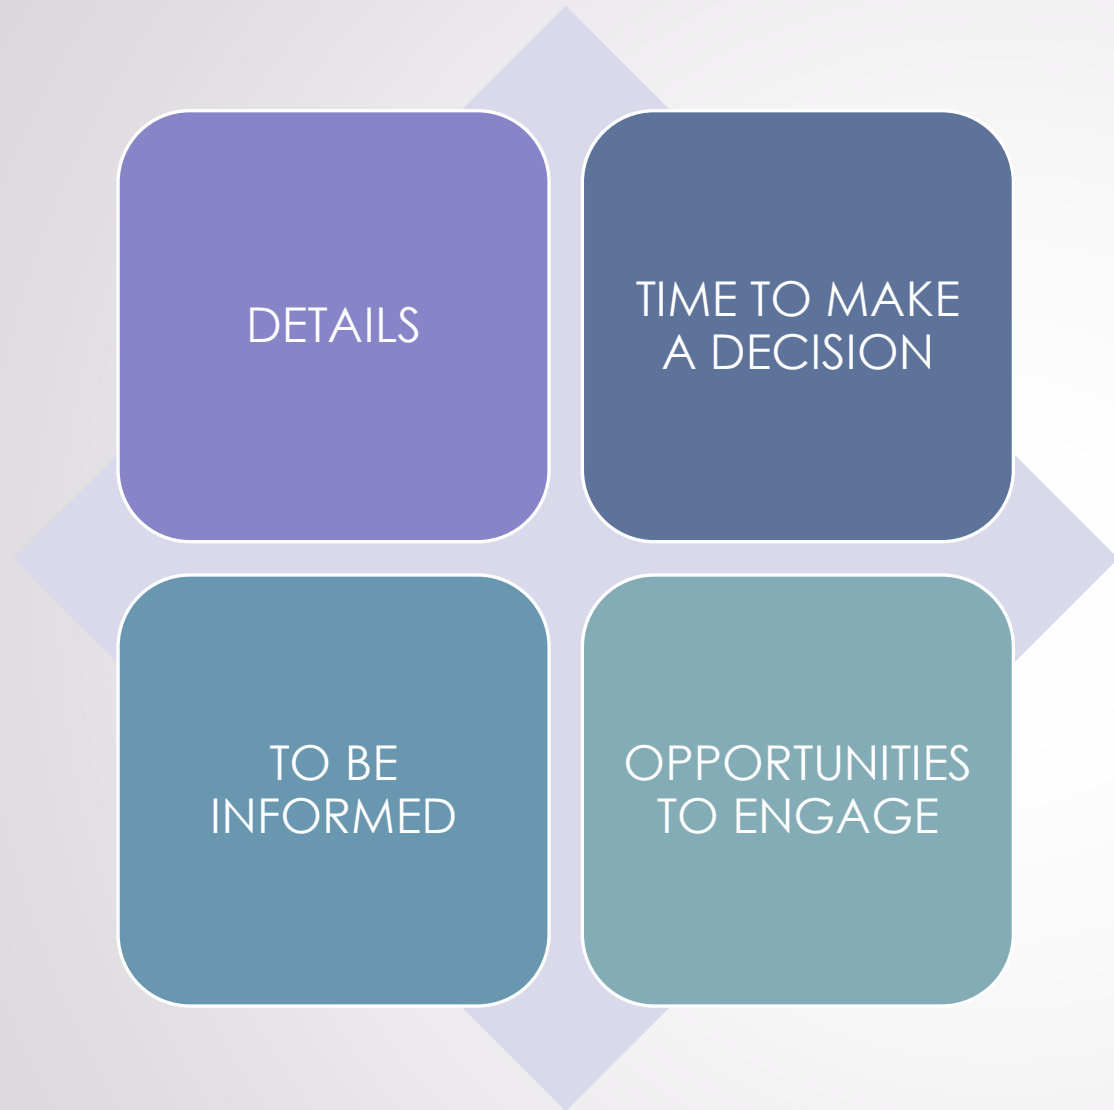 DETAILS
TIME TO MAKE
A DECISION
TO BE
INFORMED
OPPORTUNITIES
TO ENGAGE